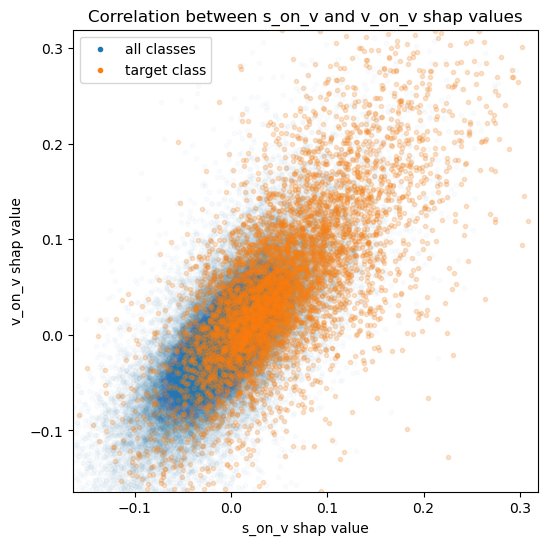 Correlation between s_on_v and v_on_v shap values
all classes
target class
0.3
0.2
0.1
0.0
−0.1
v_on_v shap value
−0.1
0.0
0.1
0.2
0.3
s_on_v shap value